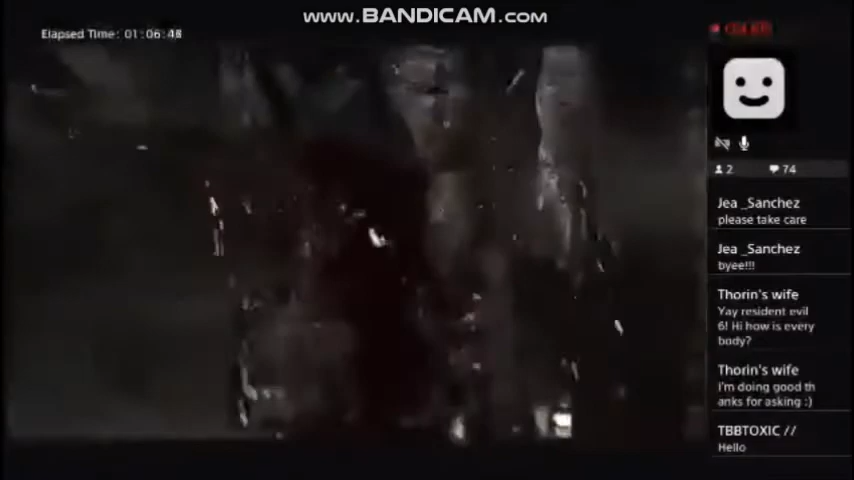 www.BANDICAM.com
Elapsed Time: 01:06:48
2
74
Jea _Sanchez
please take care
Jea _Sanchez
byee!!!
Thorin's wife
Yay resident evil
6! Hi how is every
body?
Thorin's wife
I'm doing good th
anks for asking :)
TBBTOXIC //
Hello